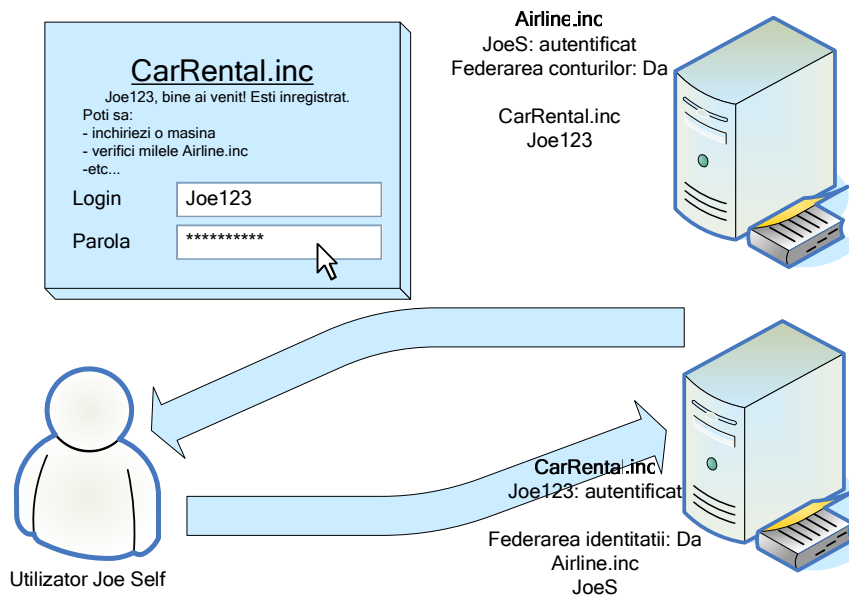 CarRental.inc
Joe123, bine ai venit! Esti inregistrat.
Poti sa:
- inchiriezi o masina
- verifici milele Airline.inc
-etc...
Login
Joe123
Parola
**********
Airline.inc
JoeS: autentificat
Federarea conturilor: Da
CarRental.inc
Joe123
CarRental.inc
Joe123: autentificat
Federarea identitatii: Da
Airline.inc
JoeS
Utilizator Joe Self